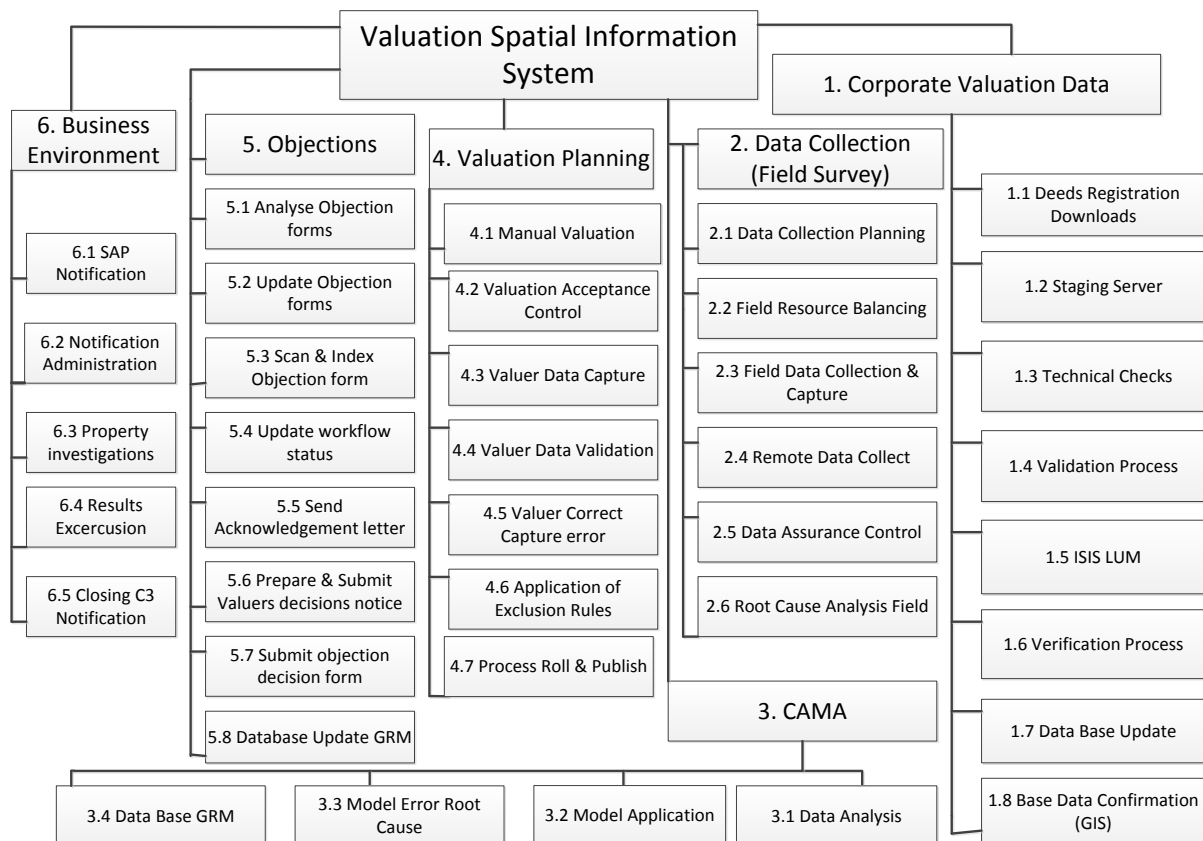 Valuation Spatial Information
System
1. Corporate Valuation Data
1.1 Deeds Registration
Downloads
1.2 Staging Server
1.3 Technical Checks
1.4 Validation Process
1.5 ISIS LUM
1.6 Verification Process
1.7 Data Base Update
1.8 Base Data Confirmation
(GIS)
2. Data Collection
(Field Survey)
2.1 Data Collection Planning
2.2 Field Resource Balancing
2.3 Field Data Collection &
Capture
2.4 Remote Data Collect
2.5 Data Assurance Control
2.6 Root Cause Analysis Field
3. CAMA
3.1 Data Analysis
3.2 Model Application
3.3 Model Error Root
Cause
3.4 Data Base GRM
4. Valuation Planning
4.1 Manual Valuation
4.2 Valuation Acceptance
Control
4.3 Valuer Data Capture
4.4 Valuer Data Validation
4.5 Valuer Correct
Capture error
4.6 Application of
Exclusion Rules
4.7 Process Roll & Publish
5. Objections
5.1 Analyse Objection
forms
5.2 Update Objection
forms
5.3 Scan & Index
Objection form
5.4 Update workflow
status
5.5 Send
Acknowledgement letter
5.6 Prepare & Submit
Valuers decisions notice
5.7 Submit objection
decision form
5.8 Database Update GRM
6. Business
Environment
6.1 SAP
Notification
6.2 Notification
Administration
6.3 Property
investigations
6.4 Results
Excercusion
6.5 Closing C3
Notification